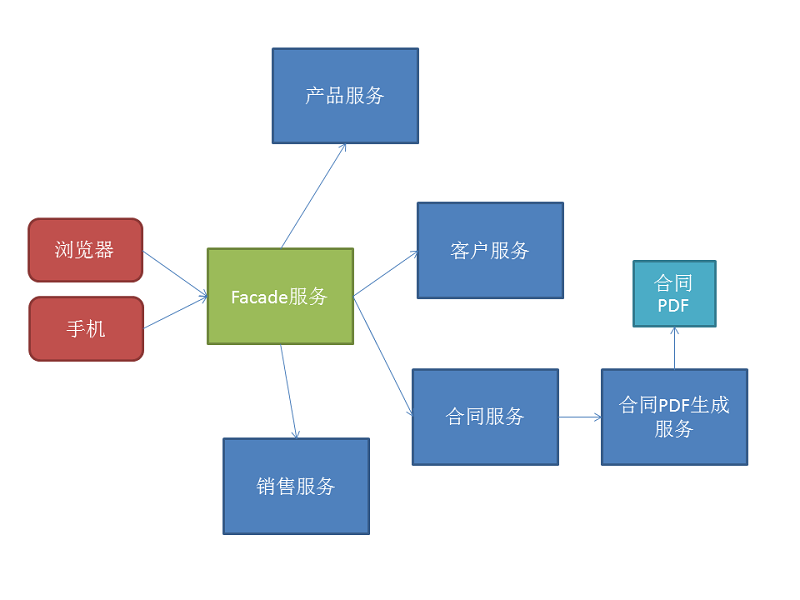 产品服务
浏览器
客户服务
Facade服务
合同
PDF
手机
合同服务
合同PDF生成
服务
销售服务